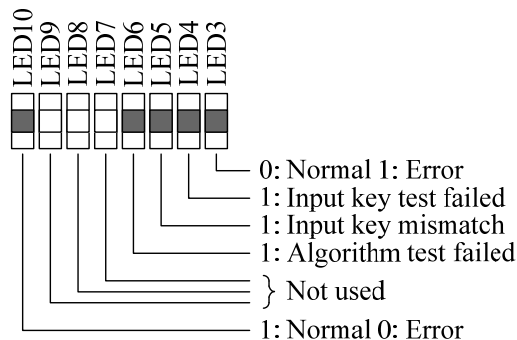 LED10
LED9
LED8
LED7
LED6
LED5
LED4
LED3
0: Normal 1: Error
1: Input key test failed
1: Input key mismatch
1: Algorithm test failed
Not used
1: Normal 0: Error